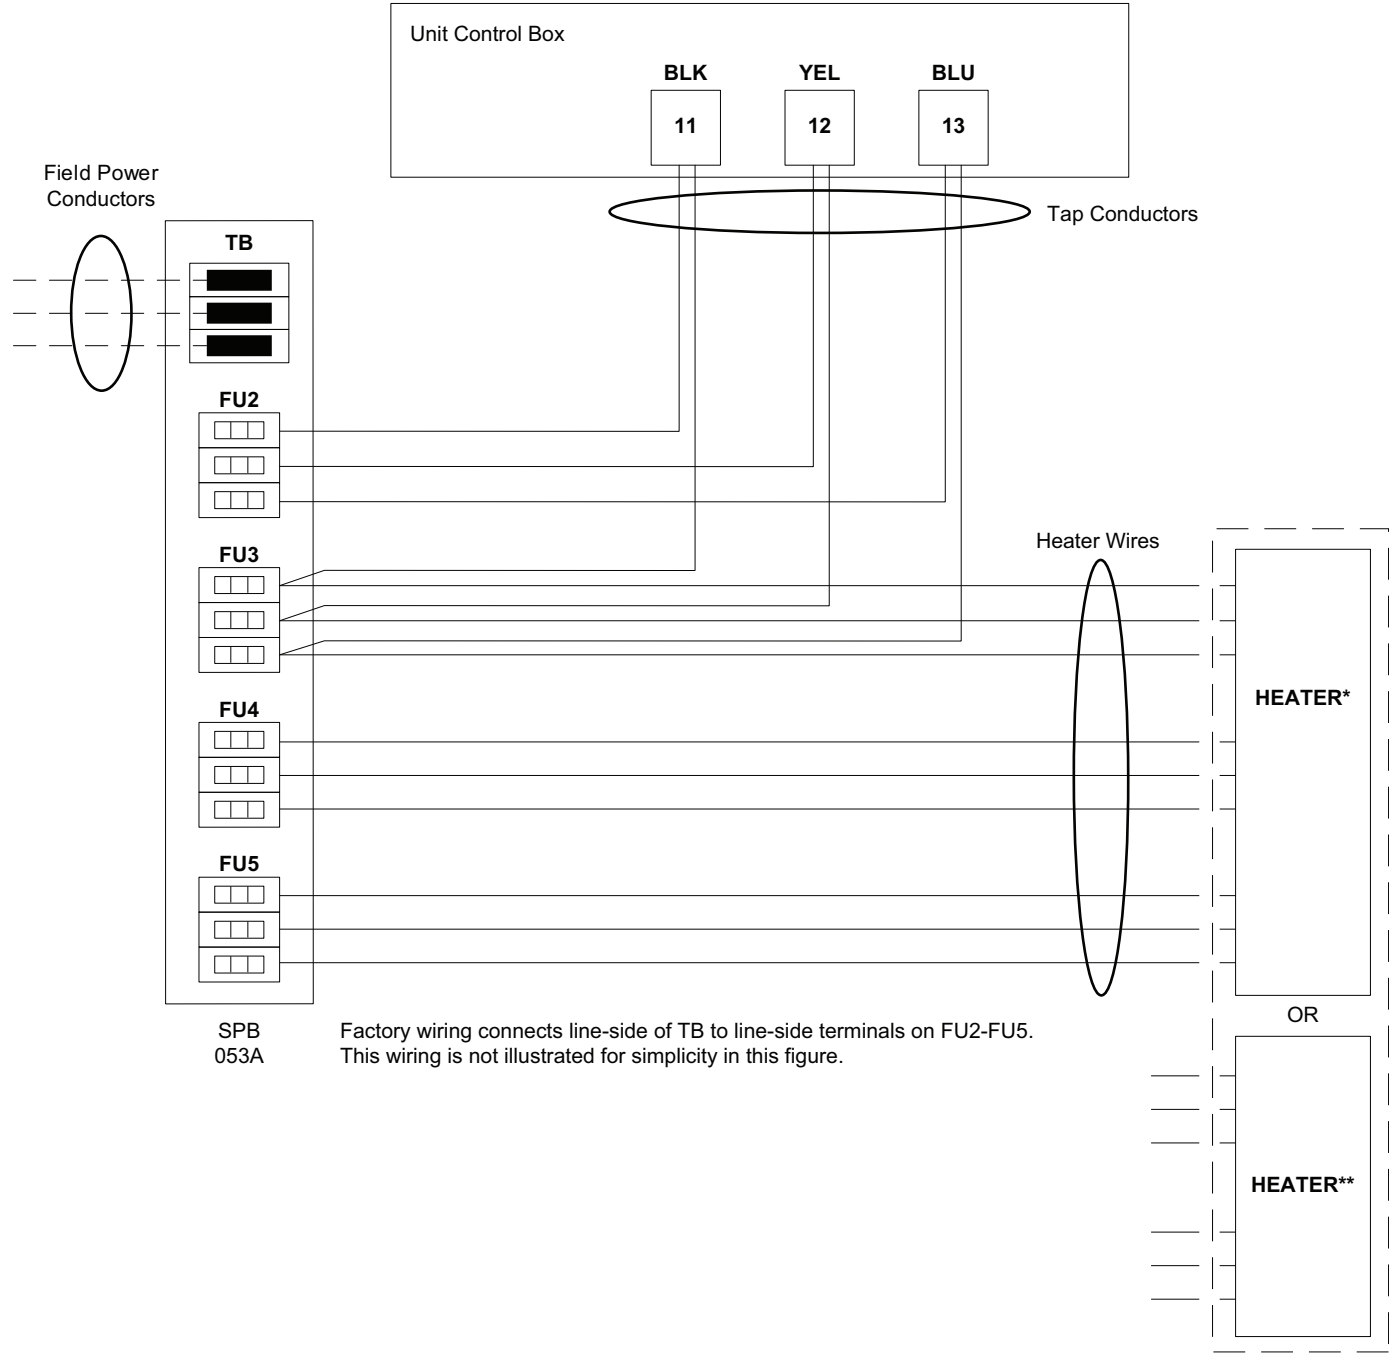 Unit Control Box
BLK YEL BLU
11 12 13
Field Power
Conductors
Tap Conductors
TB
FU2
FU3
Heater Wires
HEATER*
FU4
FU5
OR
SPB
053A
Factory wiring connects line-side of TB to line-side terminals on FU2-FU5.
This wiring is not illustrated for simplicity in this figure.
HEATER**